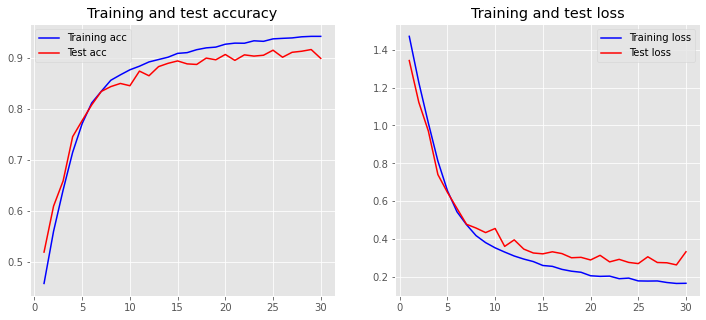 Training and test accuracy
Training acc
Test acc
0.9
0.8
0.7
0.6
0.5
0 5 10 15 20 25 30
Training and test loss
Training loss
Test loss
1.4
1.2
1.0
0.8
0.6
0.4
0.2
0 5 10 15 20 25 30